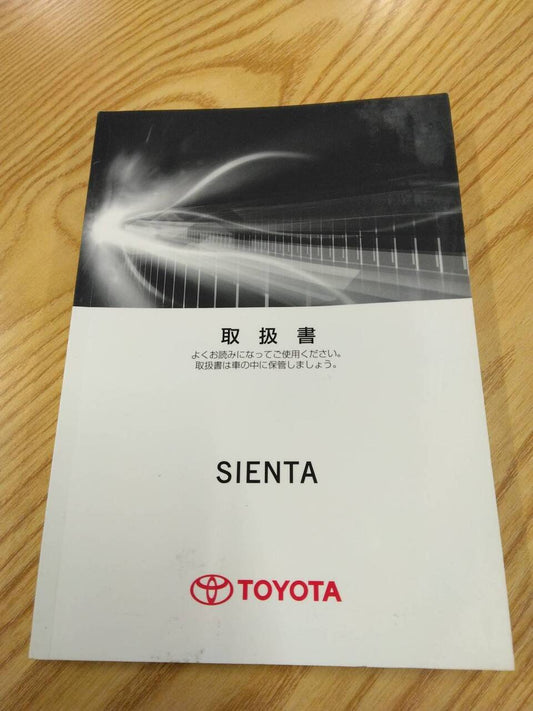 取扱書
よくお読みになってご使用ください。
取扱書は車の中に保管しましょう。
SIENTA
TOYOTA